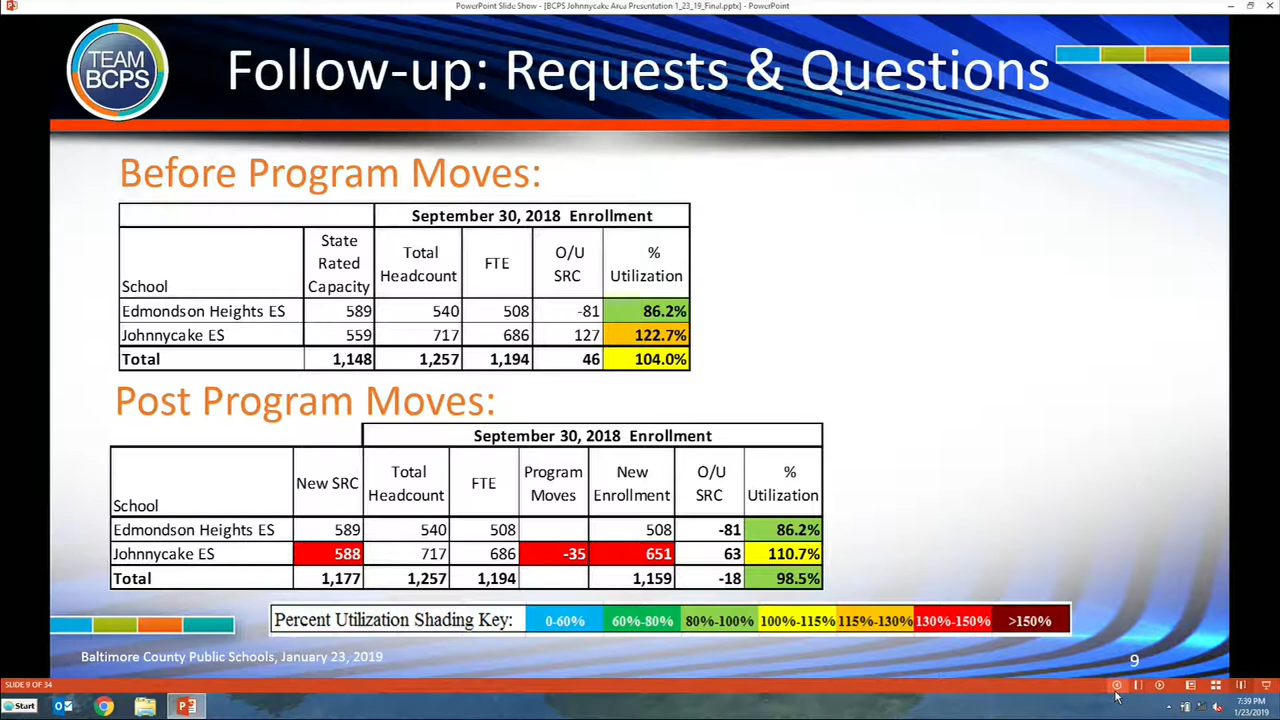 PowerPoint Slide Show - [BCPS Johnnycake Area Presentation 1_23_19_Final.pptx] - PowerPoint
TEAM
BCPS
Follow-up: Requests & Questions
Before Program Moves:
September 30, 2018 Enrollment
School State Rated Capacity Total Headcount FTE O/U SRC % Utilization
Edmondson Heights ES 589 540 508 -81 86.2%
Johnnycake ES 559 717 686 127 122.7%
Total 1,148 1,257 1,194 46 104.0%
Post Program Moves:
September 30, 2018 Enrollment
School New SRC Total Headcount FTE Program Moves New Enrollment O/U SRC % Utilization
Edmondson Heights ES 589 540 508 508 -81 86.2%
Johnnycake ES 588 717 686 -35 651 63 110.7%
Total 1,177 1,257 1,194 1,159 -18 98.5%
Percent Utilization Shading Key: 0-60% 60%-80% 80%-100% 100%-115% 115%-130% 130%-150% >150%
Baltimore County Public Schools, January 23, 2019
9
SLIDE 9 OF 34
Start
7:39 PM
1/23/2019